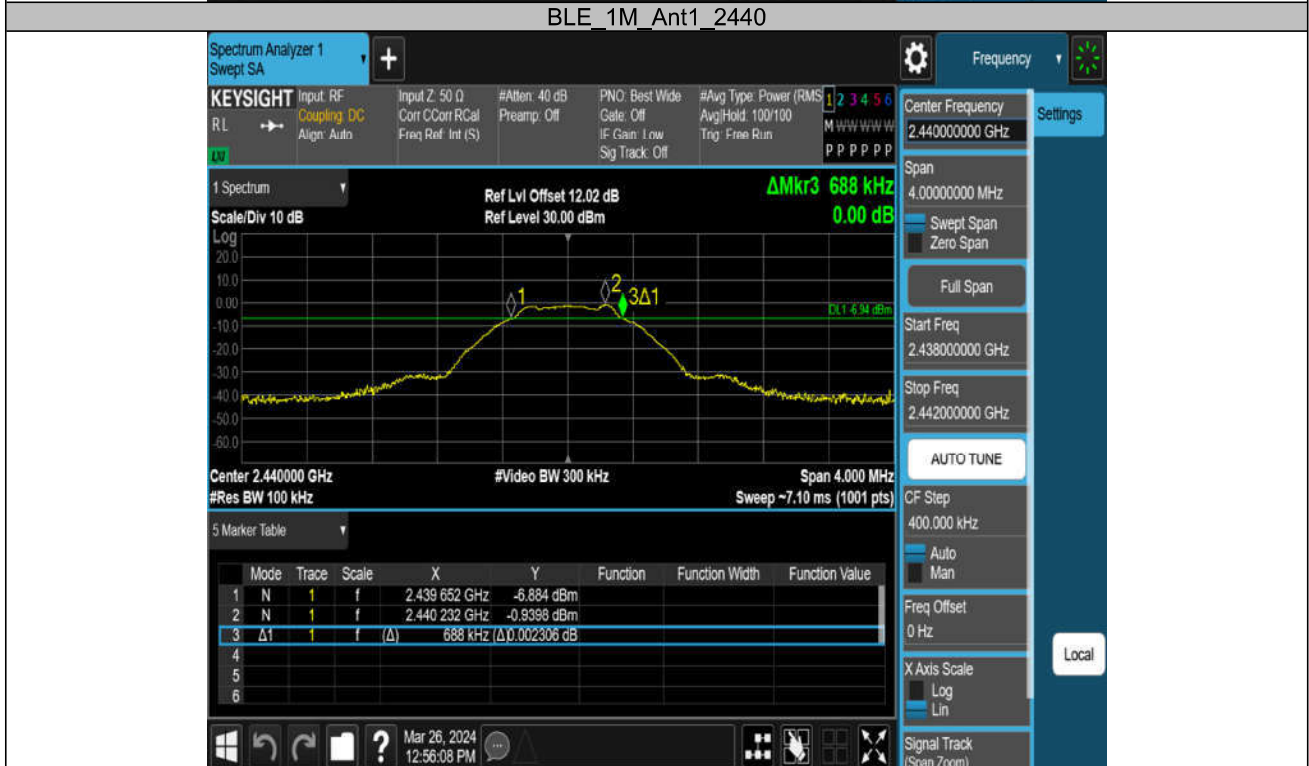 BLE_1M_Ant1_2440
Spectrum Analyzer 1
Swept SA
+
Frequency
KEYSIGHT
RL
LXI
Input: RF
Coupling: DC
Align: Auto
Input Z: 50 Ω
Corr CCorr RCal
Freq Ref: Int (S)
#Atten: 40 dB
Preamp: Off
PNO: Best Wide
Gate: Off
IF Gain: Low
Sig Track: Off
#Avg Type: Power (RMS
Avg|Hold: 100/100
Trig: Free Run
1 2 3 4 5 6
M W W W W W
P P P P P P
Center Frequency
2.440000000 GHz
Settings
Span
4.00000000 MHz
Swept Span
Zero Span
Full Span
Start Freq
2.438000000 GHz
Stop Freq
2.442000000 GHz
AUTO TUNE
CF Step
400.000 kHz
Auto
Man
Freq Offset
0 Hz
X Axis Scale
Log
Lin
Signal Track
(Span Zoom)
Local
1 Spectrum
Scale/Div 10 dB
Ref Lvl Offset 12.02 dB
Ref Level 30.00 dBm
ΔMkr3 688 kHz
0.00 dB
Log
20.0
10.0
0.00
-10.0
-20.0
-30.0
-40.0
-50.0
-60.0
1
2
3Δ1
DL1 -6.94 dBm
Center 2.440000 GHz
#Video BW 300 kHz
Span 4.000 MHz
#Res BW 100 kHz
Sweep ~7.10 ms (1001 pts)
5 Marker Table
Mode Trace Scale X Y Function Function Width Function Value
1 N 1 f 2.439 652 GHz -6.884 dBm
2 N 1 f 2.440 232 GHz -0.9398 dBm
3 Δ1 1 f (Δ) 688 kHz (Δ) 0.002306 dB
4
5
6
?
Mar 26, 2024
12:56:08 PM